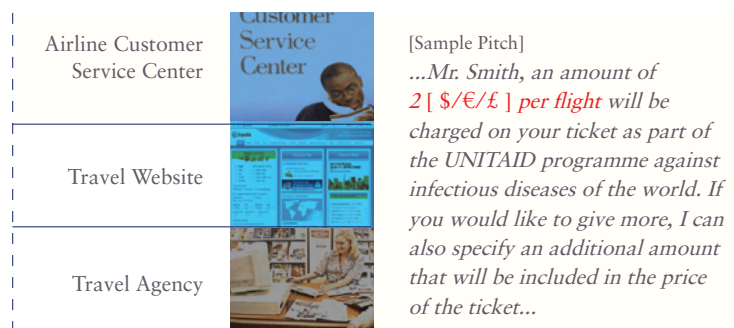 Airline Customer
Service Center
Customer
Service
Center
Travel Website
Travel Agency
[Sample Pitch]
...Mr. Smith, an amount of
2 [ $/€/£ ] per flight will be
charged on your ticket as part of
the UNITAID programme against
infectious diseases of the world. If
you would like to give more, I can
also specify an additional amount
that will be included in the price
of the ticket...